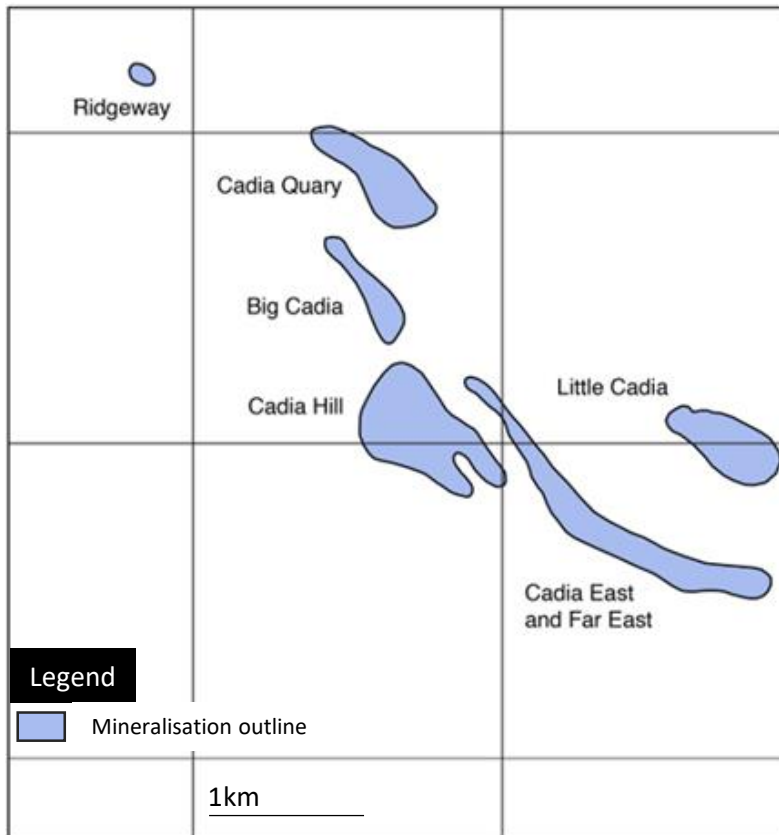 Ridgeway
Cadia Quary
Big Cadia
Cadia Hill
Little Cadia
Cadia East
and Far East
Legend
Mineralisation outline
1km